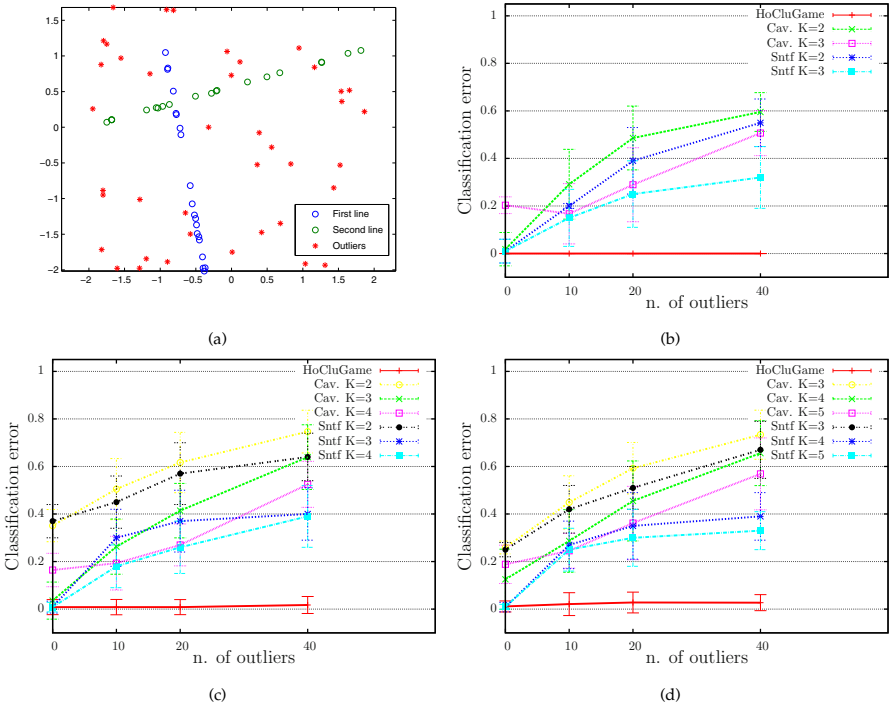 1.5
1
0.5
0
0.5
1
1.5
2
−2
−1.5
−1
−0.5
0
0.5
1
1.5
2
First line
Second line
Outliers
(a)
Classification error
1
0.8
0.6
0.4
0.2
0
0
10
20
40
n. of outliers
HoCluGame
Cav. K=2
Cav. K=3
Sntf K=2
Sntf K=3
(b)
Classification error
1
0.8
0.6
0.4
0.2
0
0
10
20
40
n. of outliers
HoCluGame
Cav. K=2
Cav. K=3
Cav. K=4
Sntf K=2
Sntf K=3
Sntf K=4
(c)
Classification error
1
0.8
0.6
0.4
0.2
0
0
10
20
40
n. of outliers
HoCluGame
Cav. K=3
Cav. K=4
Cav. K=5
Sntf K=3
Sntf K=4
Sntf K=5
(d)